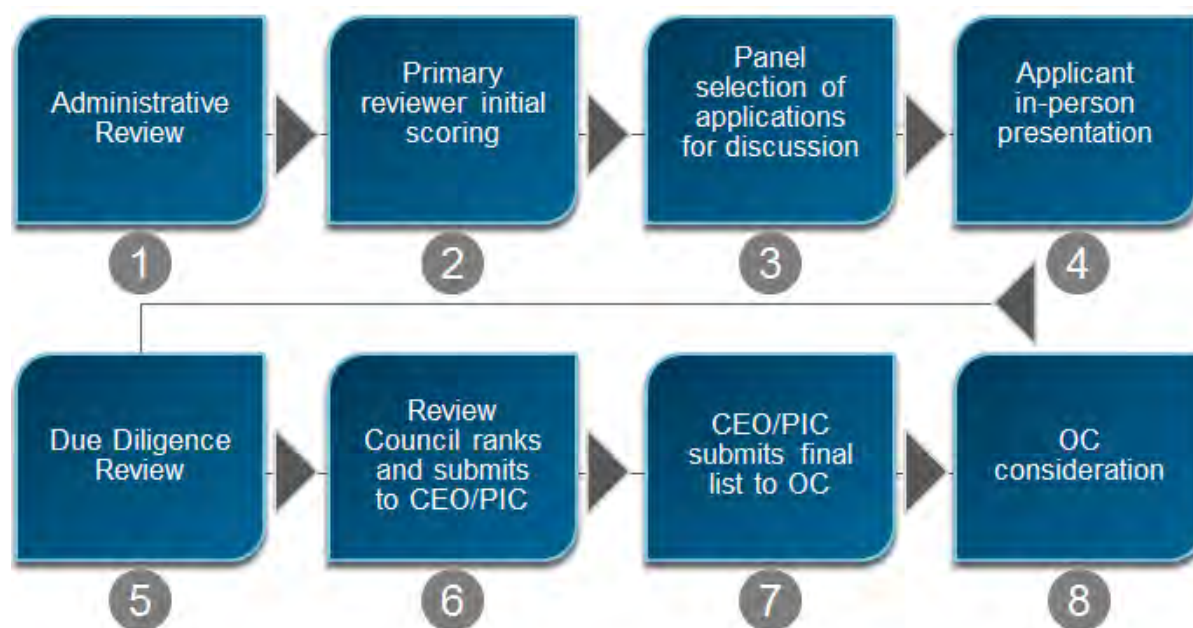 Administrative
Review
Primary
reviewer initial
scoring
Panel
selection of
applications
for discussion
Applicant
in-person
presentation
1
2
3
4
Due Diligence
Review
Review
Council ranks
and submits
to CEO/PIC
CEO/PIC
submits final
list to OC
OC
consideration
5
6
7
8